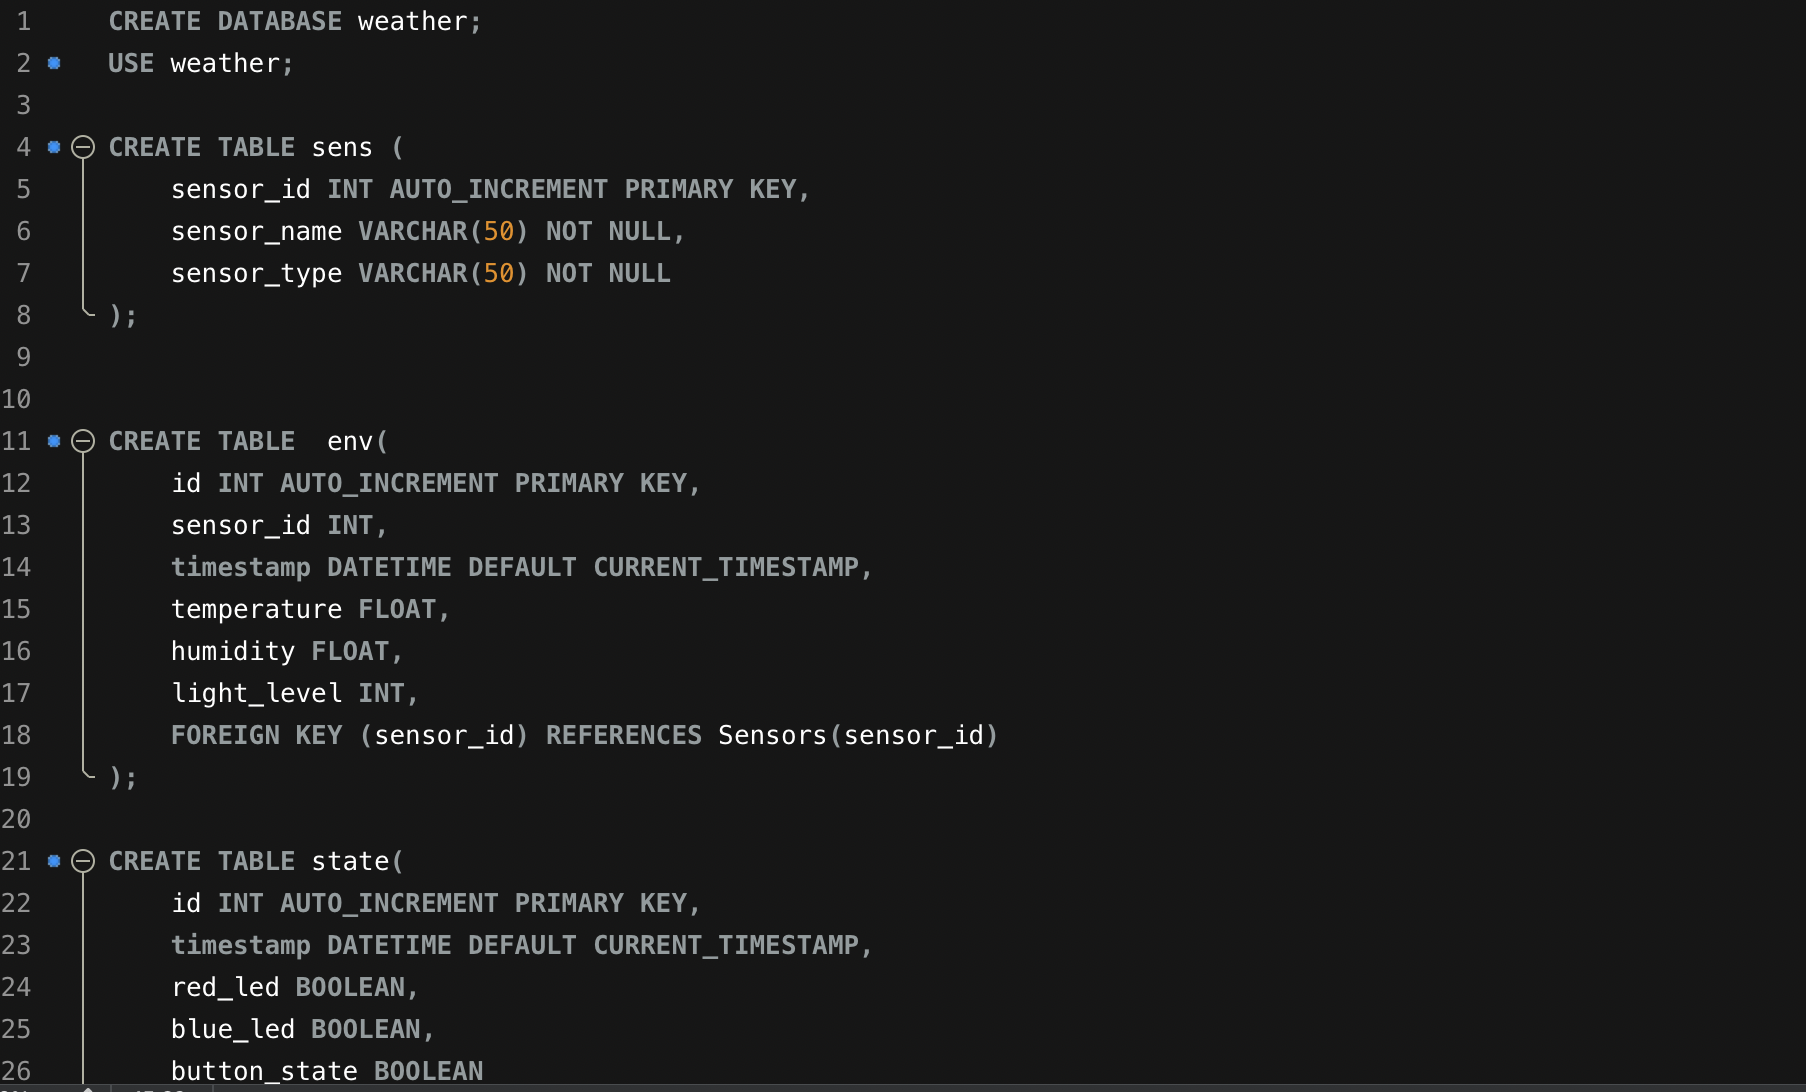 1 CREATE DATABASE weather;
2 USE weather;
3
4 CREATE TABLE sens (
5 sensor_id INT AUTO_INCREMENT PRIMARY KEY,
6 sensor_name VARCHAR(50) NOT NULL,
7 sensor_type VARCHAR(50) NOT NULL
8 );
9
10
11 CREATE TABLE  env(
12 id INT AUTO_INCREMENT PRIMARY KEY,
13 sensor_id INT,
14 timestamp DATETIME DEFAULT CURRENT_TIMESTAMP,
15 temperature FLOAT,
16 humidity FLOAT,
17 light_level INT,
18 FOREIGN KEY (sensor_id) REFERENCES Sensors(sensor_id)
19 );
20
21 CREATE TABLE state(
22 id INT AUTO_INCREMENT PRIMARY KEY,
23 timestamp DATETIME DEFAULT CURRENT_TIMESTAMP,
24 red_led BOOLEAN,
25 blue_led BOOLEAN,
26 button_state BOOLEAN